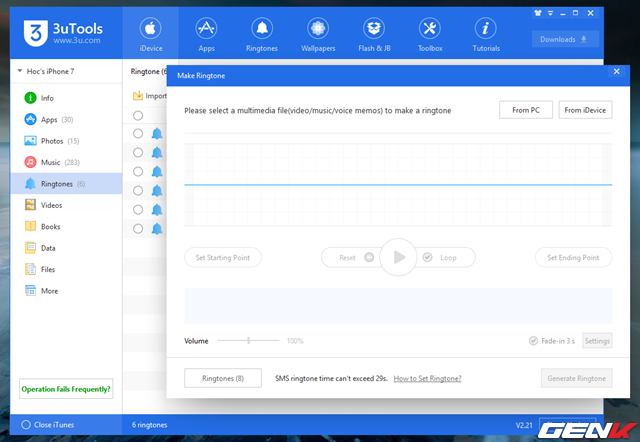 3uTools
www.3u.com
iDevice
Apps
Ringtones
Wallpapers
Flash & JB
Toolbox
Tutorials
Downloads
Hoc's iPhone 7
Info
Apps (30)
Photos (15)
Music (283)
Ringtones (6)
Videos
Books
Data
Files
More
Operation Fails Frequently?
Close iTunes
Ringtone (6
Import
Make Ringtone
Please select a multimedia file(video/music/voice memos) to make a ringtone
From PC
From iDevice
Set Starting Point
Reset
Loop
Set Ending Point
Volume
100%
Fade-in 3 s
Settings
Ringtones (8)
SMS ringtone time can't exceed 29s.
How to Set Ringtone?
Generate Ringtone
6 ringtones
V2.21
GENK